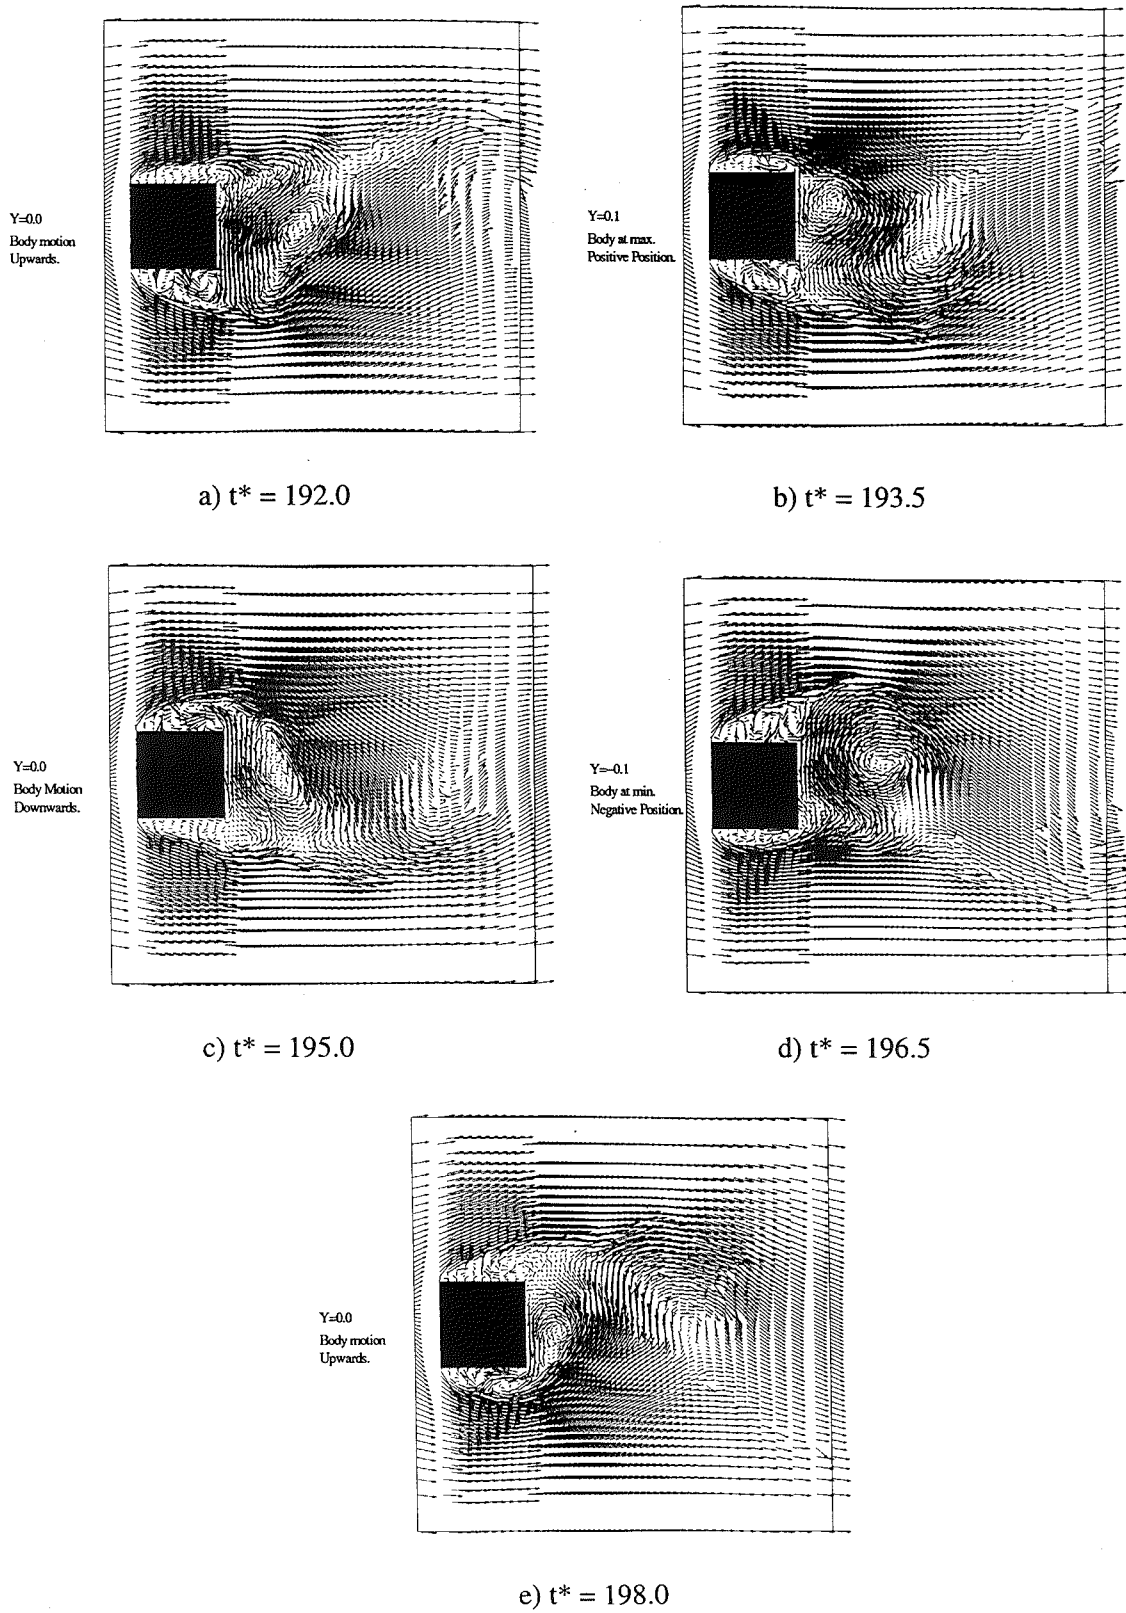 Y=0.0
Body motion
Upwards.
Y=0.1
Body at max.
Positive Position.
a) t* = 192.0
b) t* = 193.5
Y=0.0
Body Motion
Downwards.
Y=-0.1
Body at min.
Negative Position.
c) t* = 195.0
d) t* = 196.5
Y=0.0
Body motion
Upwards.
e) t* = 198.0